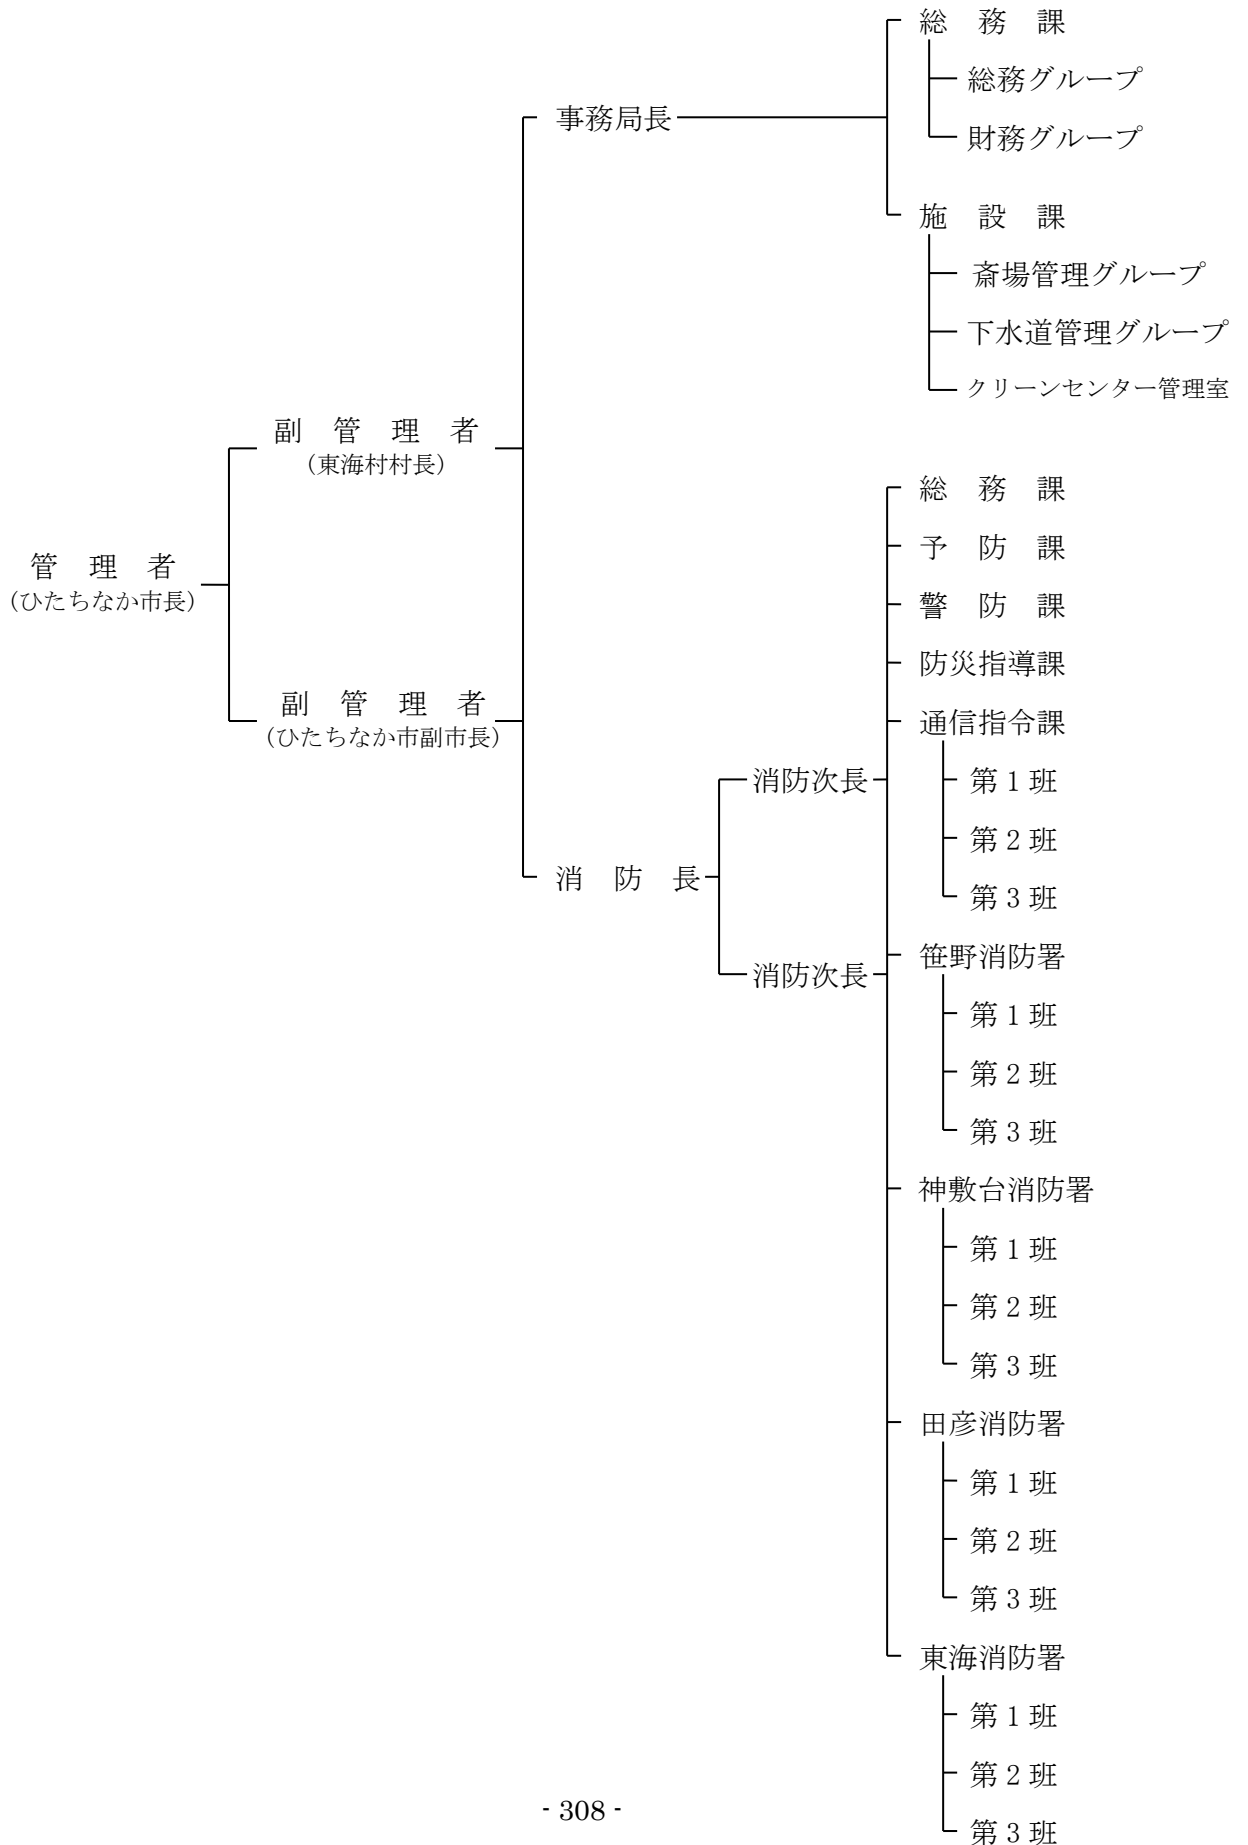 総　務　課
総務グループ
事務局長
財務グループ
施　設　課
斎場管理グループ
下水道管理グループ
クリーンセンター管理室
副　管　理　者
（東海村村長）
総　務　課
予　防　課
管　理　者
（ひたちなか市長）
警　防　課
防災指導課
副　管　理　者
（ひたちなか市副市長）
通信指令課
消防次長
第１班
第２班
消　防　長
第３班
笹野消防署
消防次長
第１班
第２班
第３班
神敷台消防署
第１班
第２班
第３班
田彦消防署
第１班
第２班
第３班
東海消防署
第１班
第２班
- 308 -
第３班